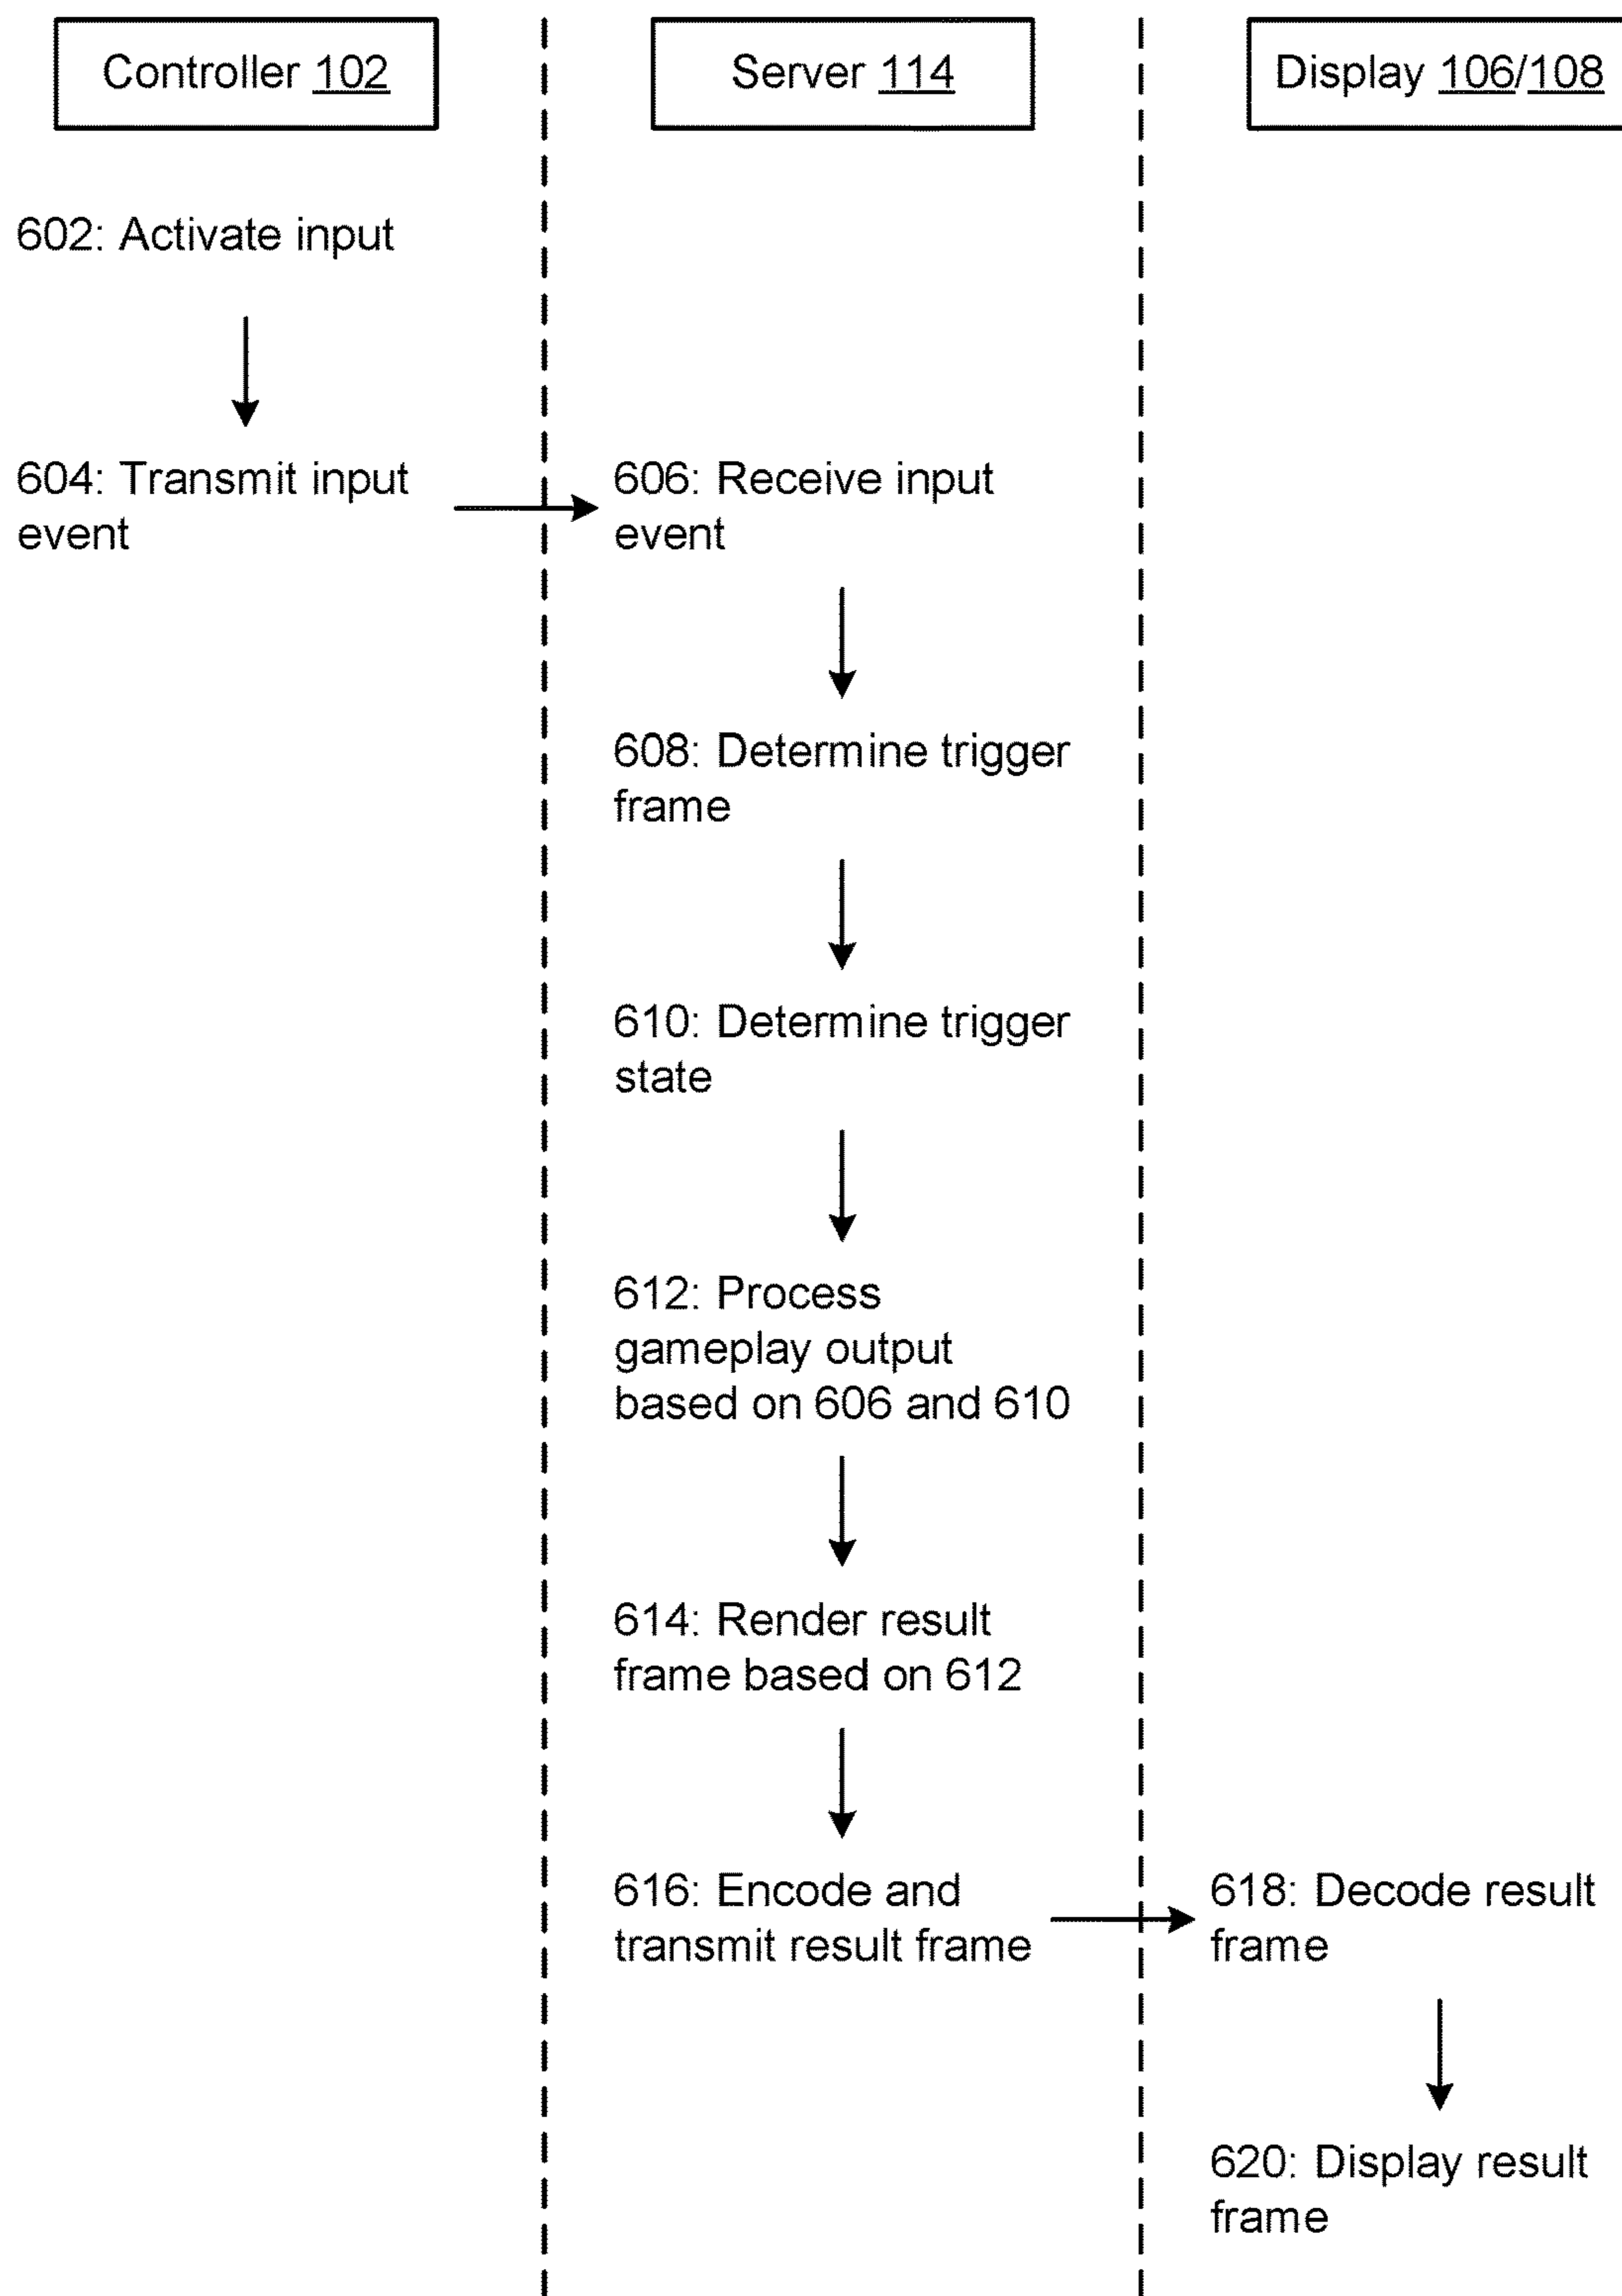 Controller 102
Server 114
Display 106/108
602: Activate input
604: Transmit input
event
606: Receive input
event
608: Determine trigger
frame
610: Determine trigger
state
612: Process
gameplay output
based on 606 and 610
614: Render result
frame based on 612
616: Encode and
transmit result frame
618: Decode result
frame
620: Display result
frame